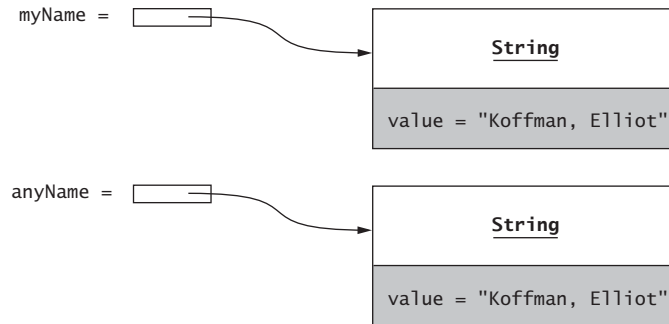 myName =
String
value = "Koffman, Elliot"
anyName =
String
value = "Koffman, Elliot"